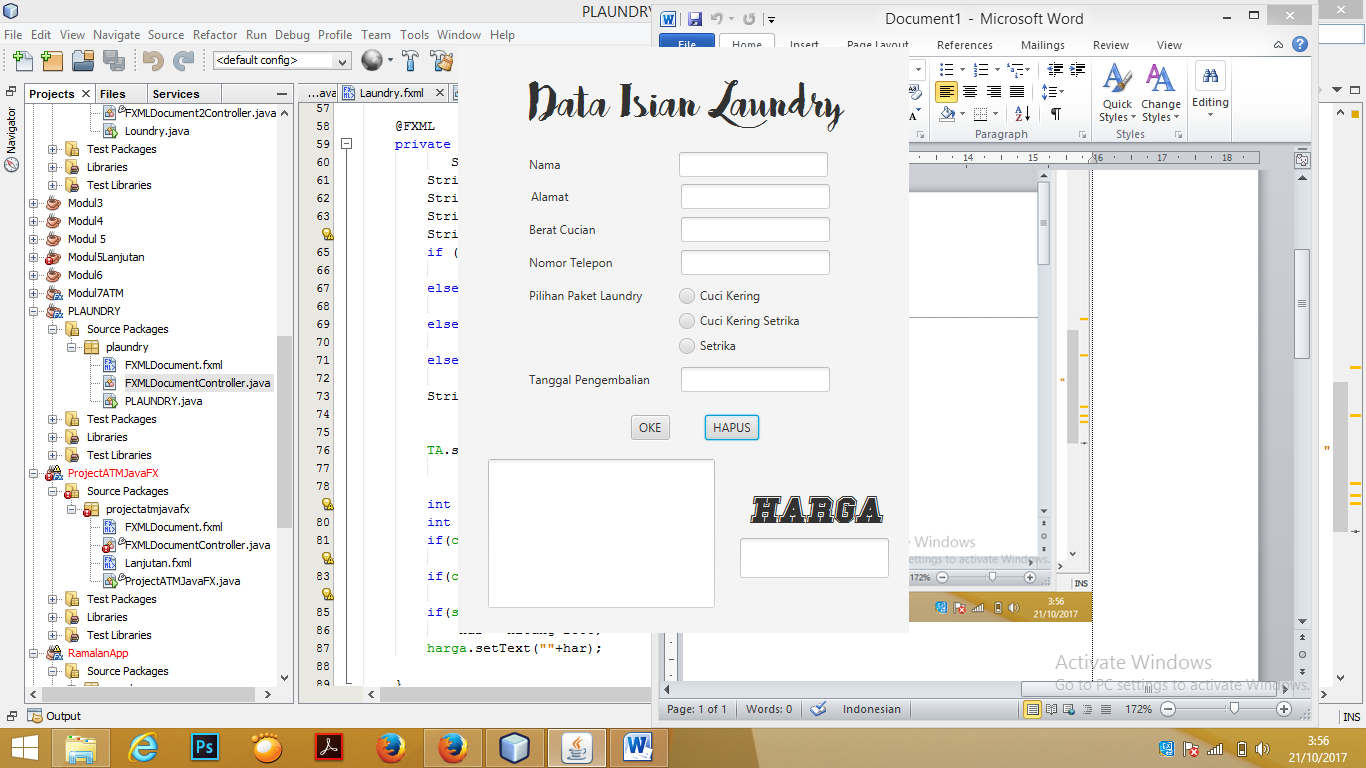 PLAUNDRY
File Edit View Navigate Source Refactor Run Debug Profile Team Tools Window Help
<default config>
Projects × Files Services
Navigator
FXMLDocument2Controller.java
Loundry.java
Test Packages
Libraries
Test Libraries
Modul3
Modul4
Modul 5
Modul5Lanjutan
Modul6
Modul7ATM
PLAUNDRY
Source Packages
plaundry
FXMLDocument.fxml
FXMLDocumentController.java
PLAUNDRY.java
Test Packages
Libraries
Test Libraries
ProjectATMJavaFX
Source Packages
projectatmjavafx
FXMLDocument.fxml
FXMLDocumentController.java
Lanjutan.fxml
ProjectATMJavaFX.java
Test Packages
Libraries
Test Libraries
RamalanApp
Source Packages
Output
...ava Laundry.fxml
57
58 @FXML
59 private
60 S
61 Stri
62 Stri
63 Stri
Stri
65 if (
66
67 else
68
69 else
70
71 else
72
73 Stri
74
75
76 TA.s
77
int
80 int
81 if(c
83 if(c
85 if(s
86
87 harga.setText(""+har);
88
89 }
Data Isian Laundry
Nama
Alamat
Berat Cucian
Nomor Telepon
Pilihan Paket Laundry
Cuci Kering
Cuci Kering Setrika
Setrika
Tanggal Pengembalian
OKE HAPUS
HARGA
Document1 - Microsoft Word
File Home Insert Page Layout References Mailings Review View
Quick Styles
Change Styles
Editing
Paragraph
Styles
14 15 16 17 18
Windows
settings to activate Windows.
172%
INS
3:56
21/10/2017
Activate Windows
Go to PC settings to activate Windows.
Page: 1 of 1 Words: 0 Indonesian 172%
INS
3:56
21/10/2017